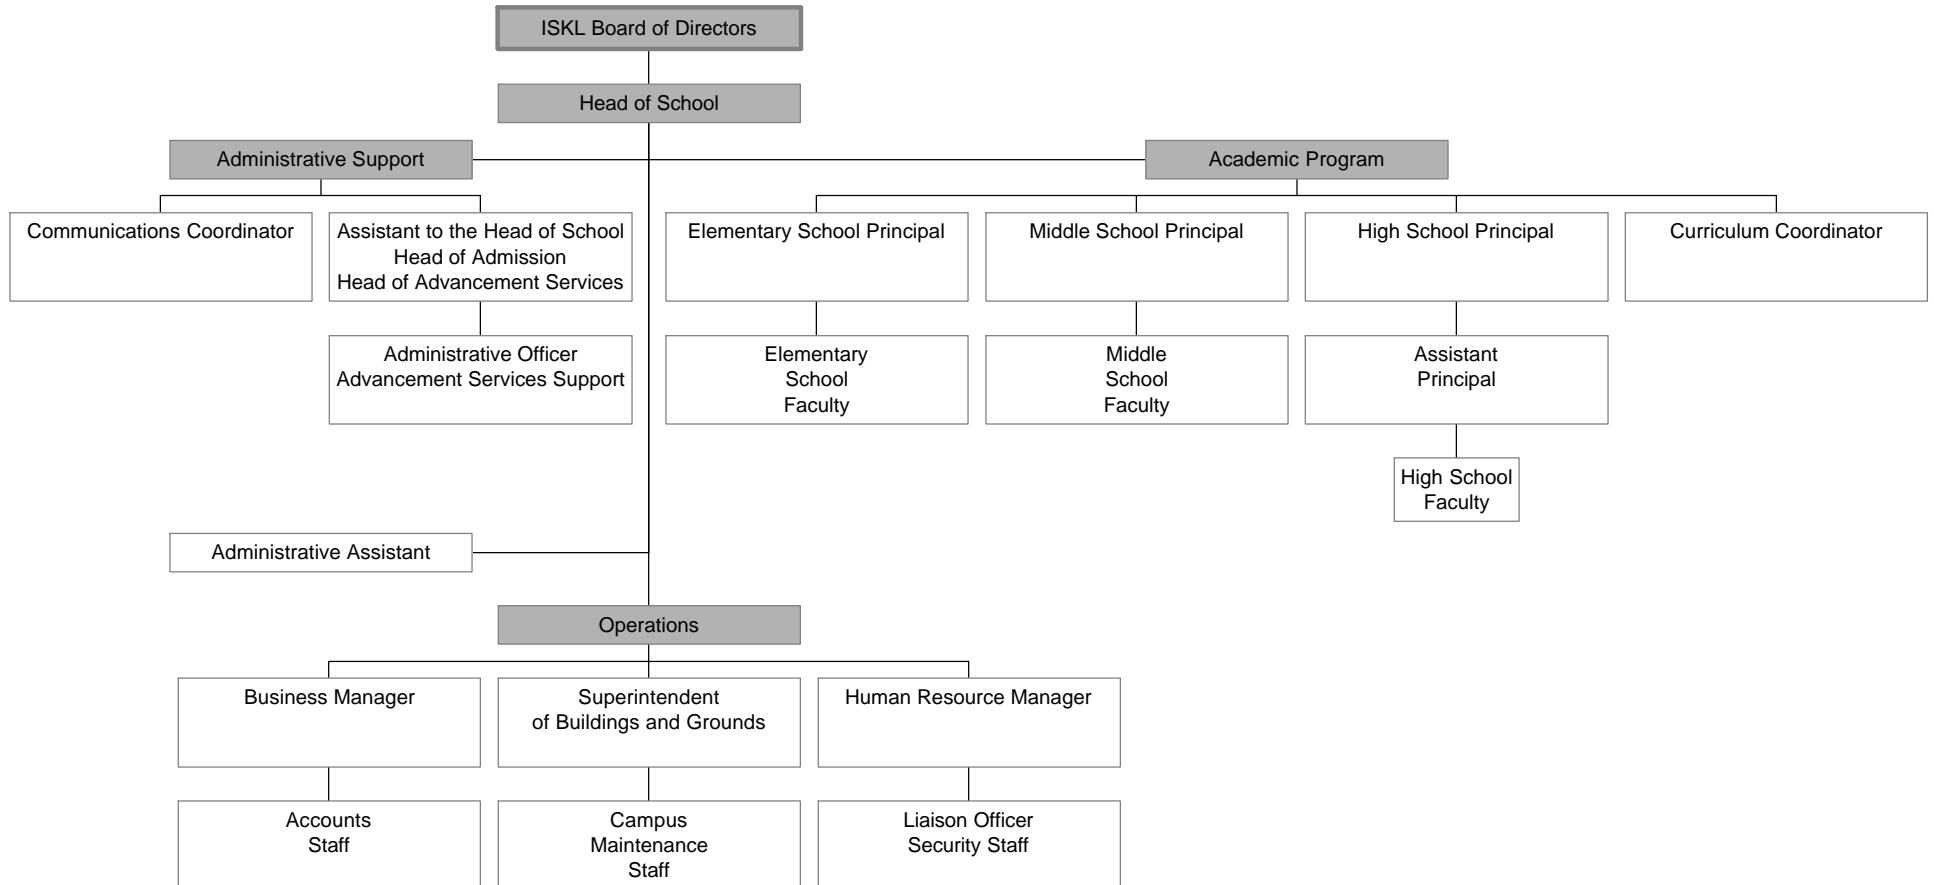 ISKL Board of Directors
Head of School
Administrative Support
Academic Program
Communications Coordinator
Assistant to the Head of School
Head of Admission
Head of Advancement Services
Elementary School Principal
Middle School Principal
High School Principal
Curriculum Coordinator
Administrative Officer
Advancement Services Support
Elementary
School
Faculty
Middle
School
Faculty
Assistant
Principal
High School
Faculty
Administrative Assistant
Operations
Business Manager
Superintendent
of Buildings and Grounds
Human Resource Manager
Accounts
Staff
Campus
Maintenance
Staff
Liaison Officer
Security Staff